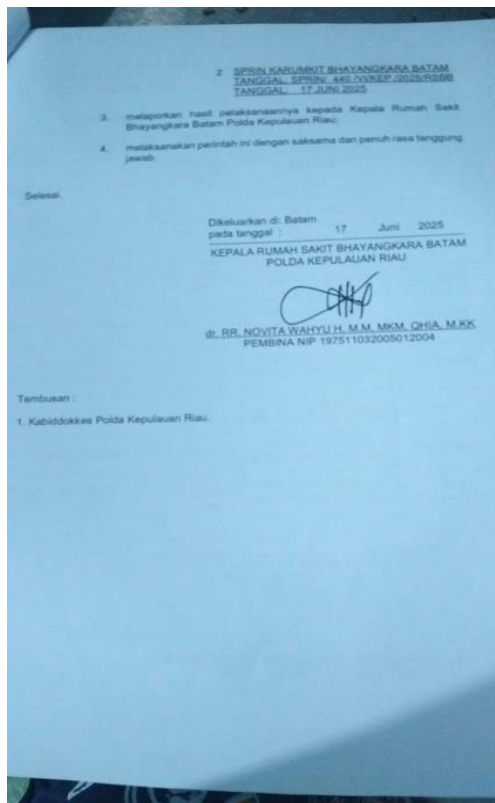 2 SPRIN KARUMKIT BHAYANGKARA BATAM
TANGGAL: SPRIN/ 440 /VI/KEP./2025/RSBB
TANGGAL: 17 JUNI 2025
3. melaporkan hasil pelaksanaannya kepada Kepala Rumah Sakit
Bhayangkara Batam Polda Kepulauan Riau;
4. melaksanakan perintah ini dengan saksama dan penuh rasa tanggung
jawab.
Selesai.
Dikeluarkan di: Batam
pada tanggal : 17 Juni 2025
KEPALA RUMAH SAKIT BHAYANGKARA BATAM
POLDA KEPULAUAN RIAU
dr. RR. NOVITA WAHYU H, M.M, MKM, QHIA, M.KK
PEMBINA NIP 197511032005012004
Tembusan :
1. Kabiddokkes Polda Kepulauan Riau.